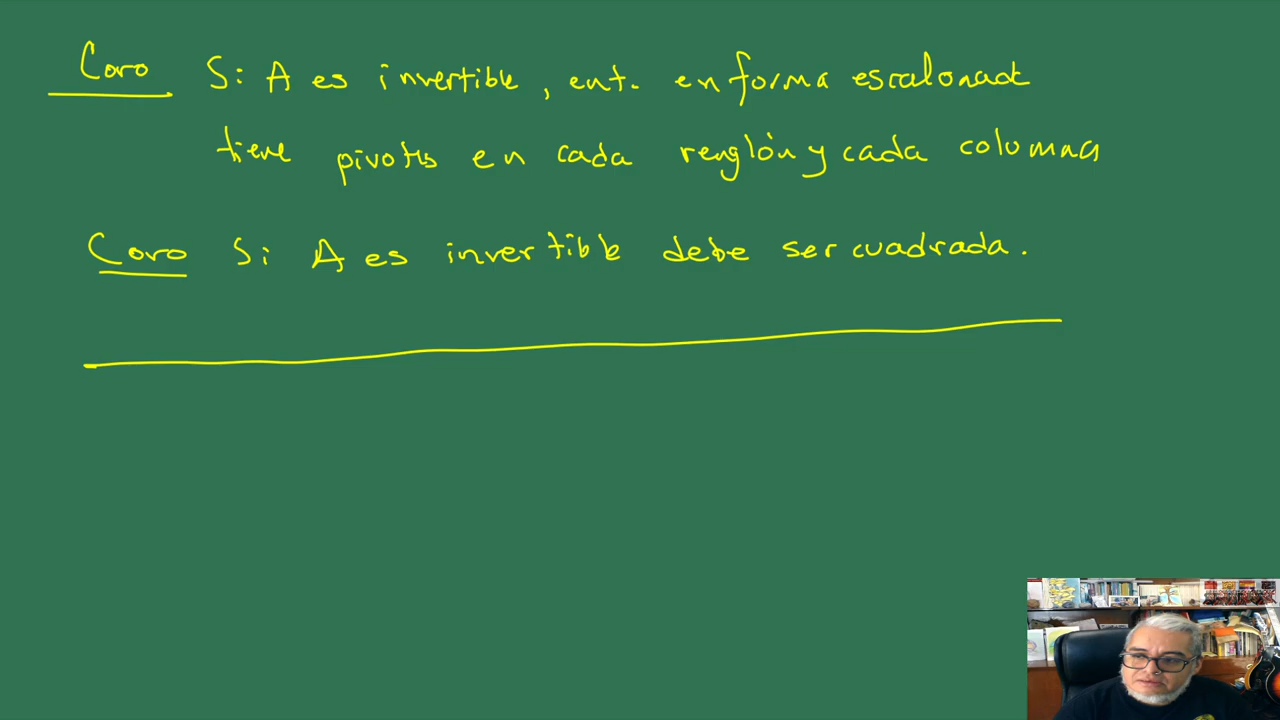 Coro Si A es invertible, ent. en forma escalonada
tiene pivotes en cada renglón y cada columna
Coro Si A es invertible debe ser cuadrada.